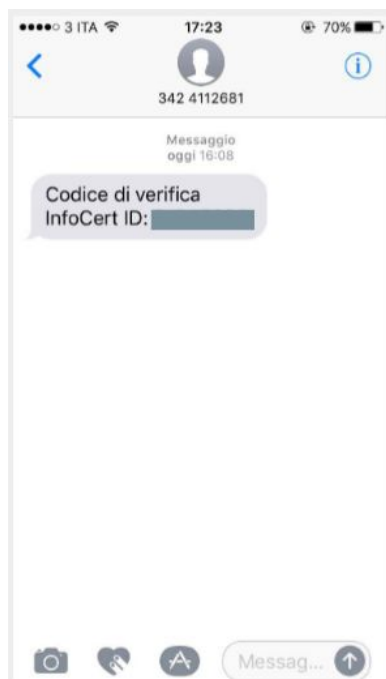 3 ITA 17:23 70%
342 4112681
Messaggio
oggi 16:08
Codice di verifica
InfoCert ID:
Messag...